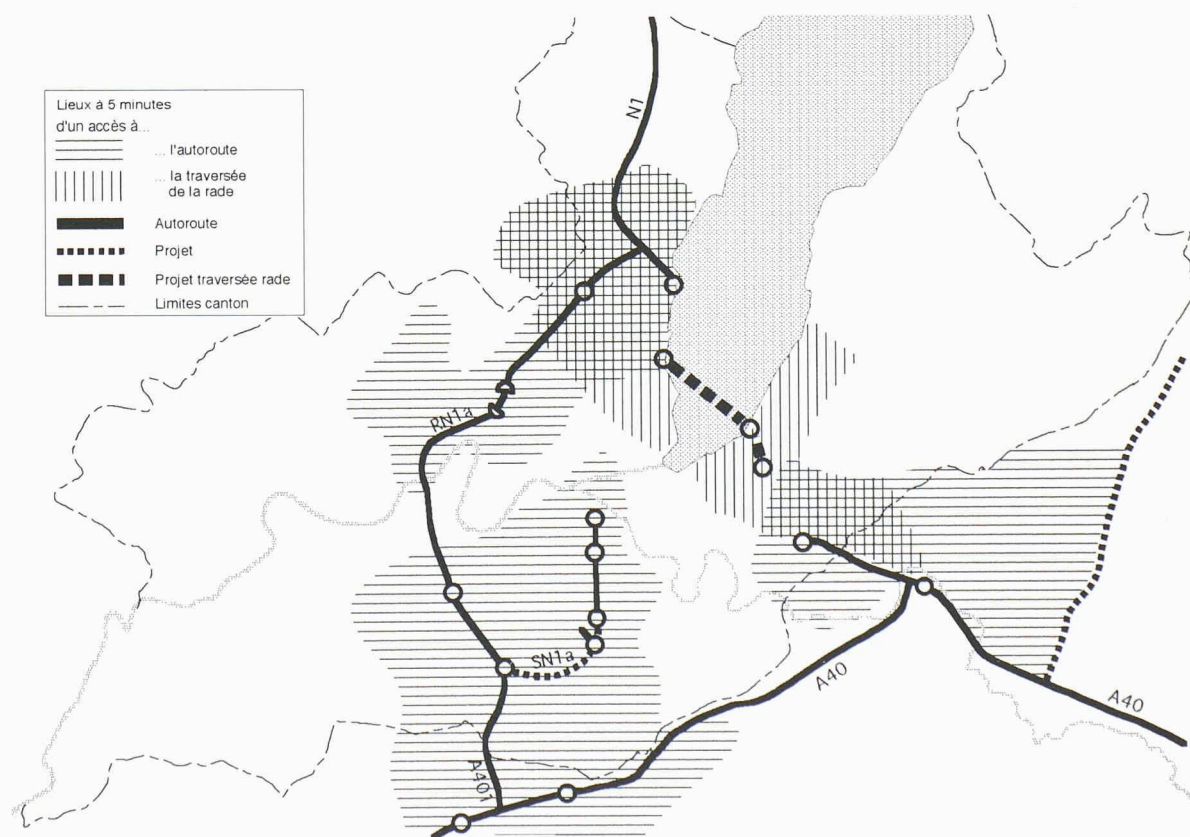 Lieux à 5 minutes
d'un accès à...
... l'autoroute
... la traversée
de la rade
Autoroute
Projet
Projet traversée rade
Limites canton
N1
RN1a
SN1a
A401
A40
A40